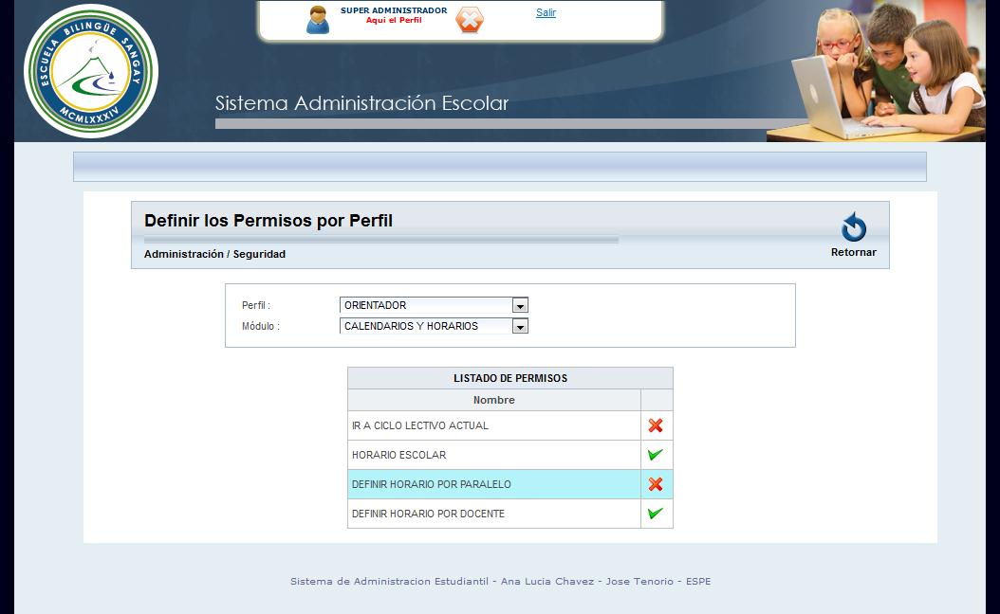 SUPER ADMINISTRADOR
Aqui el Perfil
Salir
ESCUELA BILINGÜE SANGAY
MCMLXXXIV
Sistema Administración Escolar
Definir los Permisos por Perfil
Administración / Seguridad
Retornar
Perfil :
ORIENTADOR
Módulo :
CALENDARIOS Y HORARIOS
LISTADO DE PERMISOS
Nombre
IR A CICLO LECTIVO ACTUAL
HORARIO ESCOLAR
DEFINIR HORARIO POR PARALELO
DEFINIR HORARIO POR DOCENTE
Sistema de Administracion Estudiantil - Ana Lucia Chavez - Jose Tenorio - ESPE